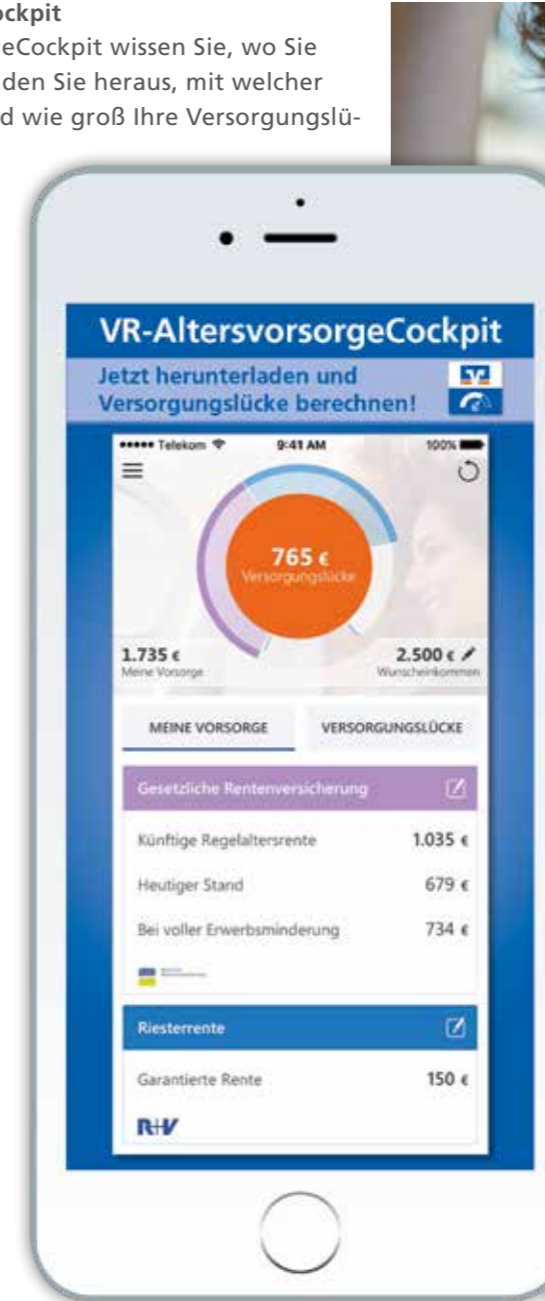 ockpit
eCockpit wissen Sie, wo Sie
den Sie heraus, mit welcher
d wie groß Ihre Versorgungslü-
VR-AltersvorsorgeCockpit
Jetzt herunterladen und
Versorgungslücke berechnen!
Telekom 9:41 AM 100%
765 €
Versorgungslücke
1.735 € 2.500 €
Meine Vorsorge Wunscheinkommen
MEINE VORSORGE VERSORGUNGSLÜCKE
Gesetzliche Rentenversicherung
Künftige Regelaltersrente 1.035 €
Heutiger Stand 679 €
Bei voller Erwerbsminderung 734 €
Riesterrente
Garantierte Rente 150 €
R+V